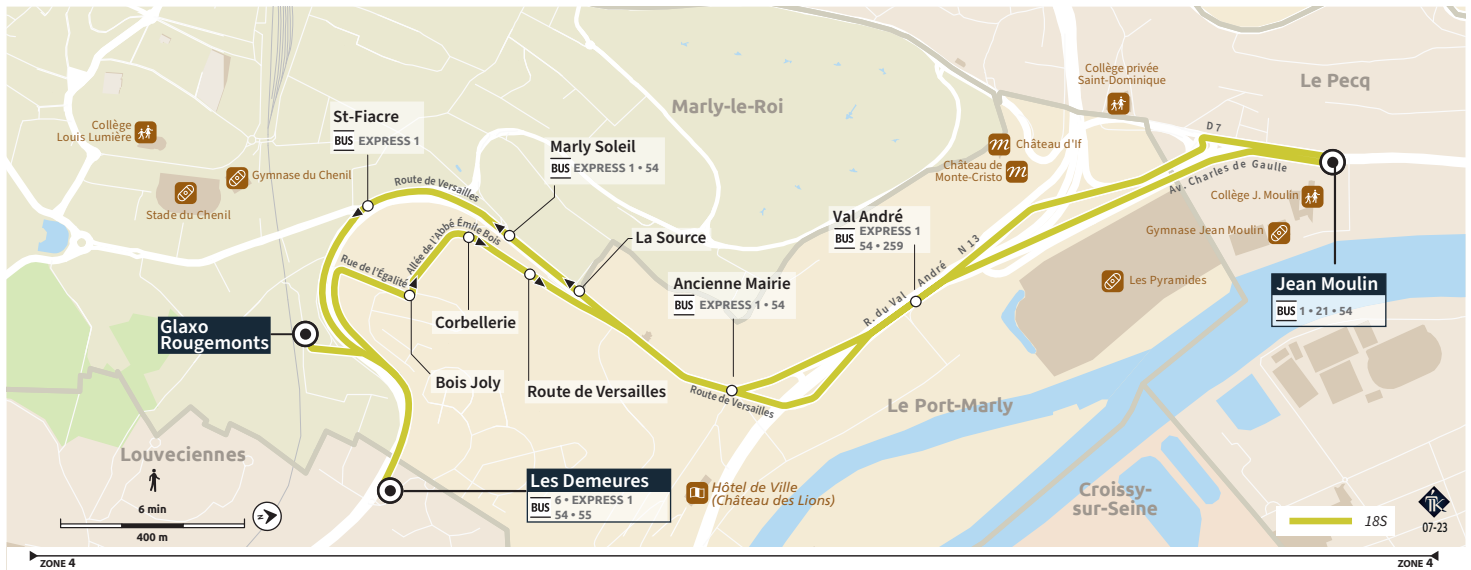 Collège privée
Saint-Dominique
Le Pecq
Marly-le-Roi
D 7
Collège
Louis Lumière
St-Fiacre
BUS EXPRESS 1
Marly Soleil
BUS EXPRESS 1 • 54
Château d'If
Château de
Monte-Cristo
Av. Charles de Gaulle
Gymnase du Chenil
Stade du Chenil
Route de Versailles
Collège J. Moulin
Gymnase Jean Moulin
Val André
BUS EXPRESS 1
54 • 259
La Source
Allée de l'Abbé Émile Bois
Rue de l'Égalité
N 13
R. du Val André
Ancienne Mairie
BUS EXPRESS 1 • 54
Les Pyramides
Jean Moulin
BUS 1 • 21 • 54
Glaxo
Rougemonts
Corbellerie
Bois Joly
Route de Versailles
Route de Versailles
Le Port-Marly
Louveciennes
Les Demeures
BUS 6 • EXPRESS 1
54 • 55
Hôtel de Ville
(Château des Lions)
Croissy-
sur-Seine
6 min
400 m
N
18S
TK
07-23
ZONE 4
ZONE 4